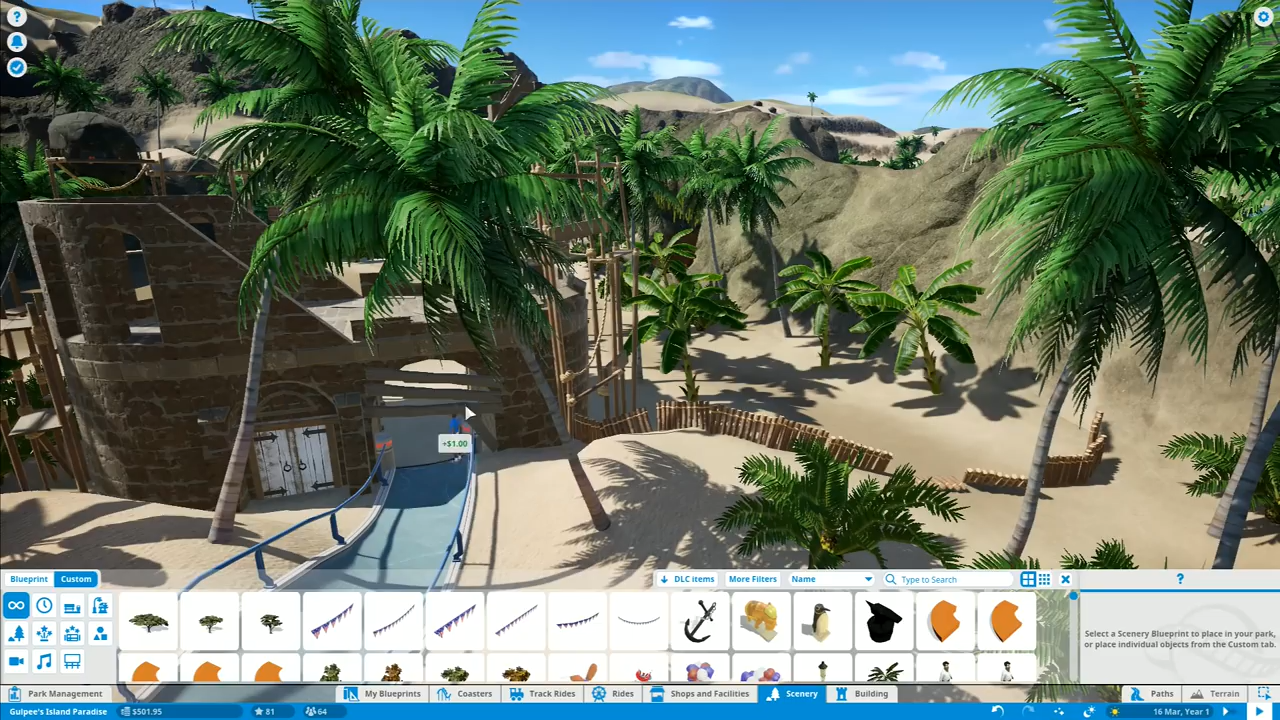 +$1.00
Blueprint Custom
DLC items More Filters Name Type to Search
Select a Scenery Blueprint to place in your park, or place individual objects from the Custom tab.
Park Management My Blueprints Coasters Track Rides Rides Shops and Facilities Scenery Building Paths Terrain
Gulpee's Island Paradise $501.95 81 64 16 Mar, Year 1